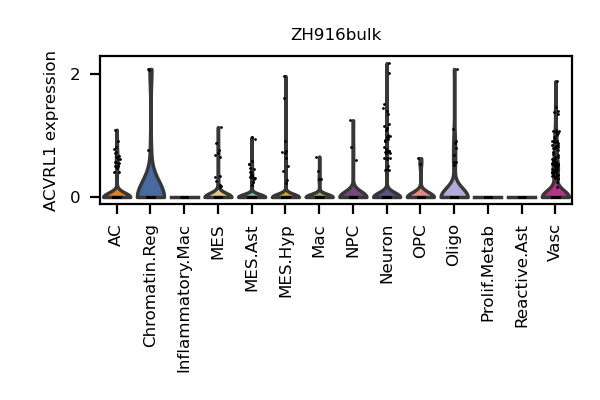 ZH916bulk
ACVRL1 expression
2
0
AC
Chromatin.Reg
Inflammatory.Mac
MES
MES.Ast
MES.Hyp
Mac
NPC
Neuron
OPC
Oligo
Prolif.Metab
Reactive.Ast
Vasc